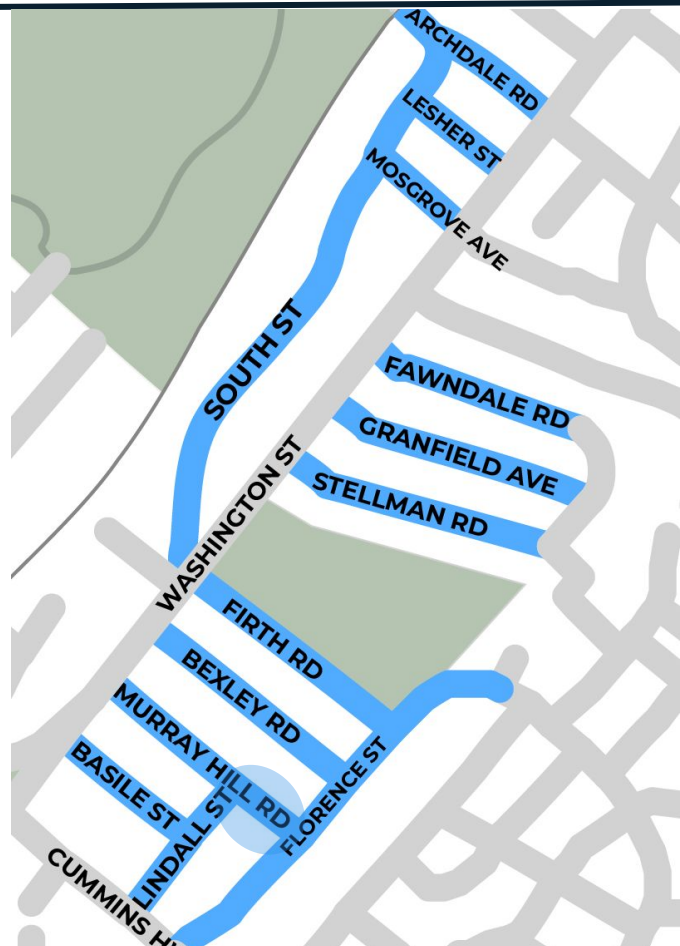 ARCHDALE RD
LESHER ST
MOSGROVE AVE
SOUTH ST
FAWNDALE RD
GRANFIELD AVE
WASHINGTON ST
STELLMAN RD
FIRTH RD
BEXLEY RD
MURRAY HILL RD
BASILE ST
FLORENCE ST
LINDALL ST
CUMMINS